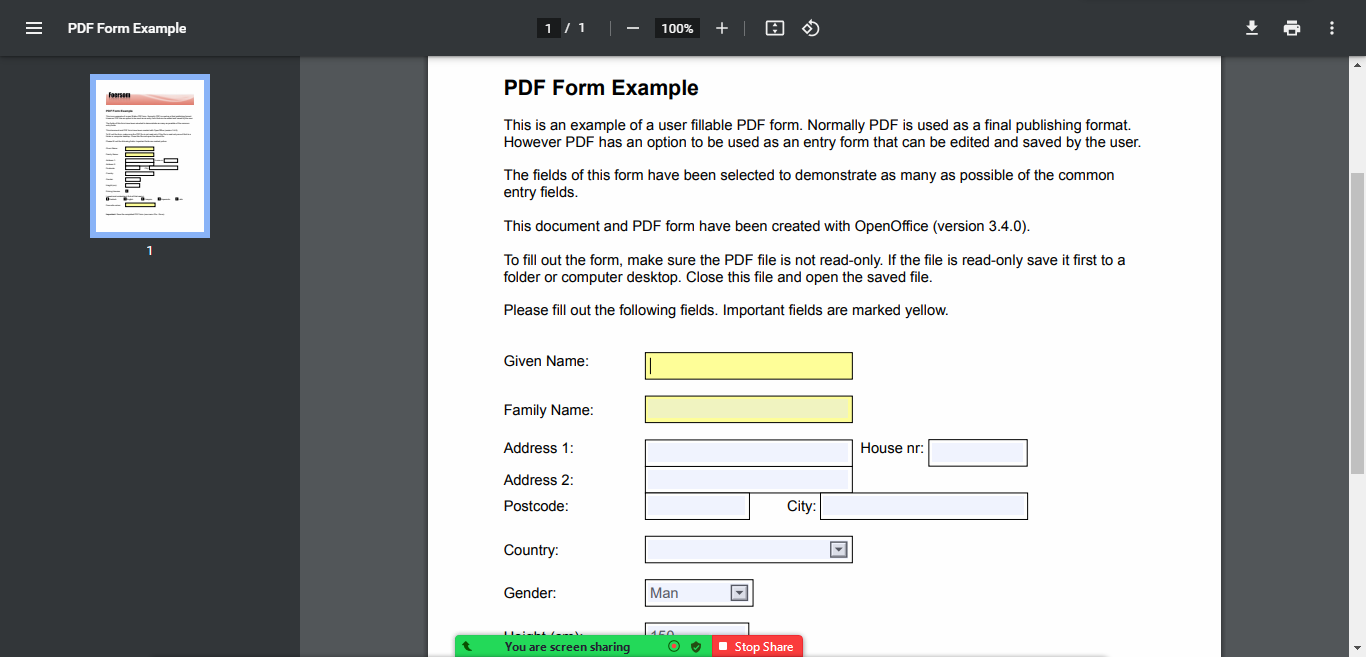 PDF Form Example
1 / 1
100%
1
PDF Form Example
This is an example of a user fillable PDF form. Normally PDF is used as a final publishing format.
However PDF has an option to be used as an entry form that can be edited and saved by the user.
The fields of this form have been selected to demonstrate as many as possible of the common
entry fields.
This document and PDF form have been created with OpenOffice (version 3.4.0).
To fill out the form, make sure the PDF file is not read-only. If the file is read-only save it first to a
folder or computer desktop. Close this file and open the saved file.
Please fill out the following fields. Important fields are marked yellow.
Given Name:
Family Name:
Address 1: House nr:
Address 2:
Postcode: City:
Country:
Gender: Man
Height (cm): 150
You are screen sharing Stop Share